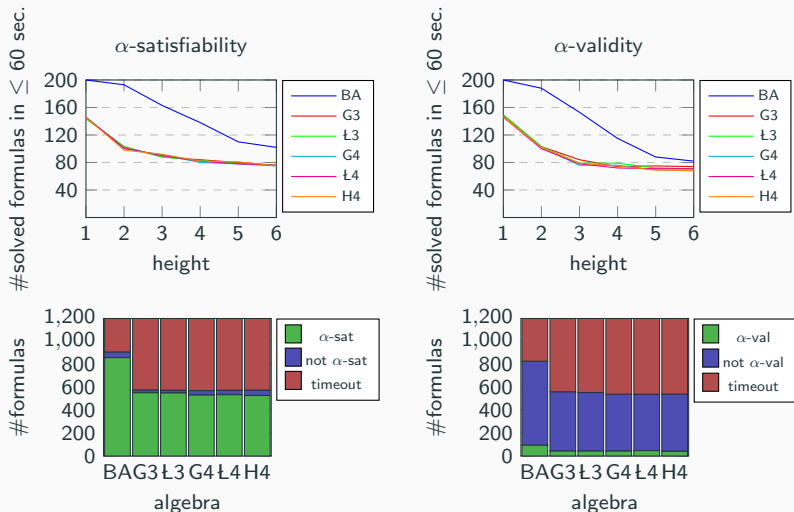 α-satisfiability
#solved formulas in ≤ 60 sec.
200
160
120
80
40
1 2 3 4 5 6
height
BA
G3
Ł3
G4
Ł4
H4
α-validity
#solved formulas in ≤ 60 sec.
200
160
120
80
40
1 2 3 4 5 6
height
BA
G3
Ł3
G4
Ł4
H4
#formulas
1,200
1,000
800
600
400
200
0
BA G3 Ł3 G4 Ł4 H4
algebra
α-sat
not α-sat
timeout
#formulas
1,200
1,000
800
600
400
200
0
BA G3 Ł3 G4 Ł4 H4
algebra
α-val
not α-val
timeout